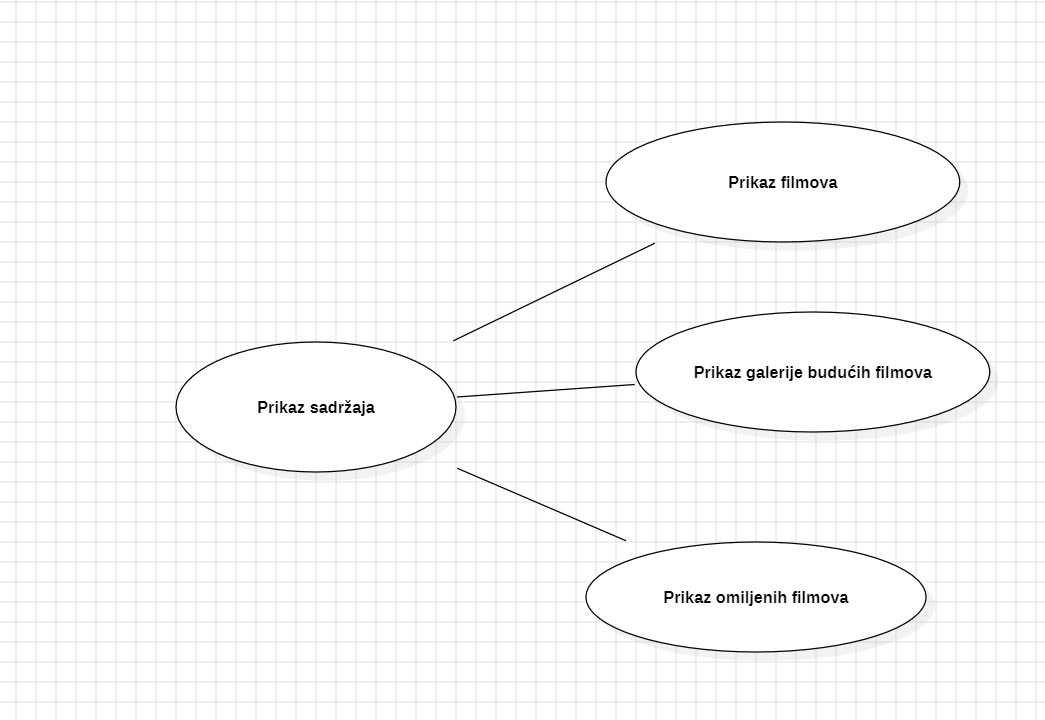 Prikaz filmova
Prikaz galerije budućih filmova
Prikaz sadržaja
Prikaz omiljenih filmova